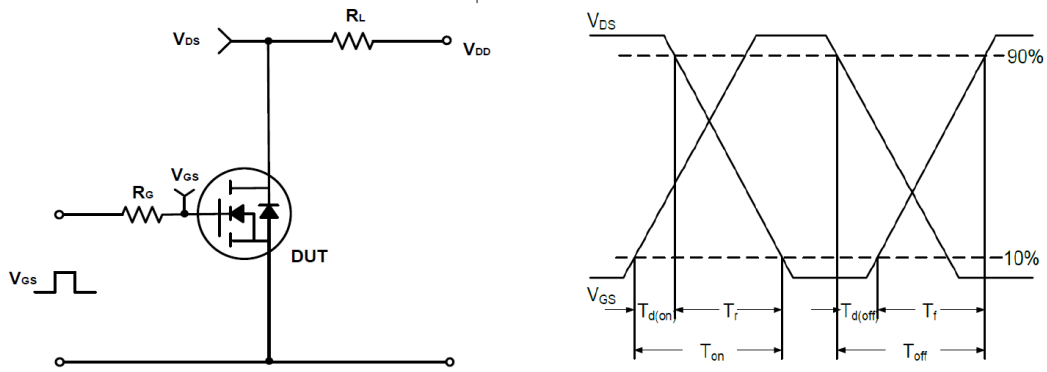 RL
VDS
VDD
VGS
RG
DUT
VGS
VDS
90%
10%
VGS
Td(on)
Tr
Td(off)
Tf
Ton
Toff